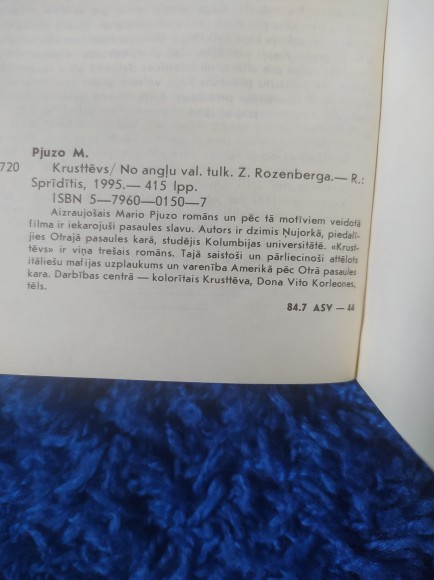 Pjuzo M.
720 Krusttēvs/ No angļu val. tulk. Z. Rozenberga.— R.:
Sprīdītis, 1995.— 415 lpp.
ISBN 5—7960—0150—7
Aizraujošais Mario Pjuzo romāns un pēc tā motīviem veidotā
filma ir iekarojuši pasaules slavu. Autors ir dzimis Ņujorkā, piedalī-
jies Otrajā pasaules karā, studējis Kolumbijas universitātē. «Krust-
tēvs» ir viņa trešais romāns. Tajā saistoši un pārliecinoši attēlots
itāliešu mafijas uzplaukums un varenība Amerikā pēc Otrā pasaules
kara. Darbības centrā — kolorītais Krusttēva, Dona Vito Korleones,
tēls.
84.7 ASV — 44